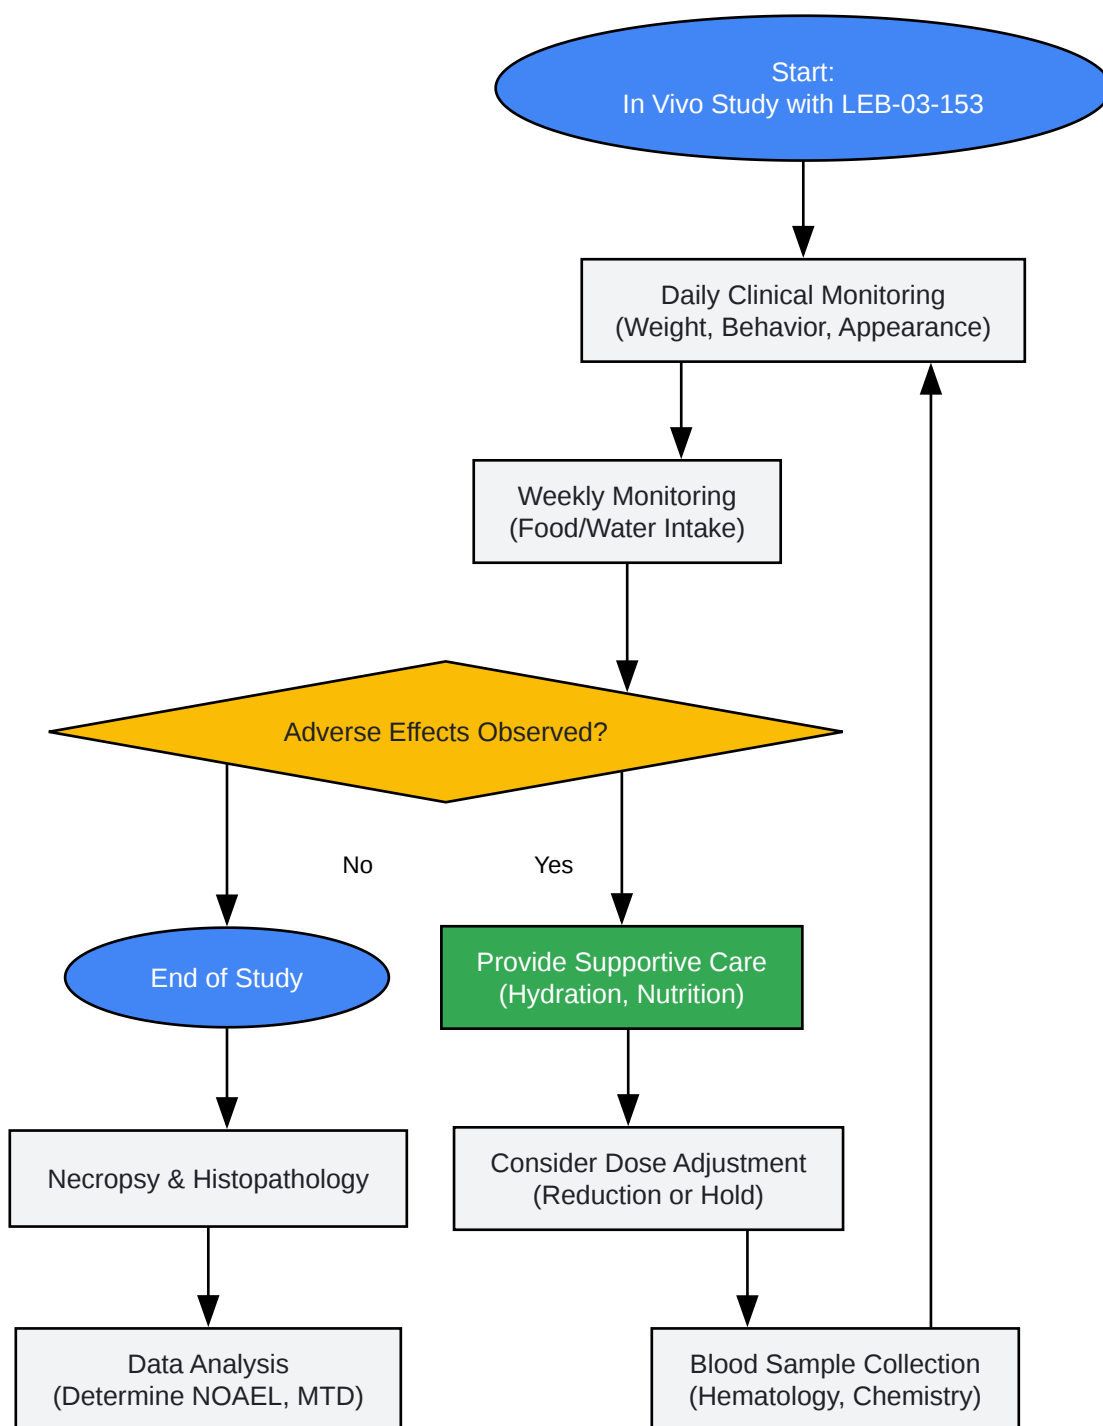 Start:
In Vivo Study with LEB-03-153
Daily Clinical Monitoring
(Weight, Behavior, Appearance)
Weekly Monitoring
(Food/Water Intake)
Adverse Effects Observed?
No
Yes
End of Study
Provide Supportive Care
(Hydration, Nutrition)
Necropsy & Histopathology
Consider Dose Adjustment
(Reduction or Hold)
Data Analysis
(Determine NOAEL, MTD)
Blood Sample Collection
(Hematology, Chemistry)